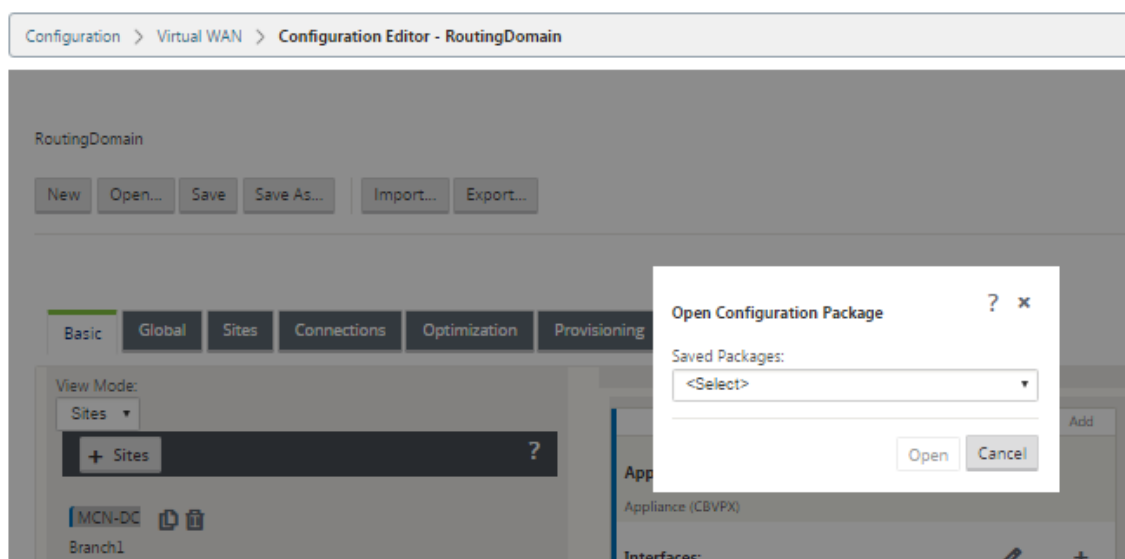 Configuration > Virtual WAN > Configuration Editor - RoutingDomain
RoutingDomain
New Open... Save Save As... Import... Export...
Basic Global Sites Connections Optimization Provisioning
Open Configuration Package ? ×
Saved Packages:
<Select>
Open Cancel
View Mode:
Sites
+ Sites ?
MCN-DC
Branch1
Add
App
Appliance (CBVPX)
Interfaces: +